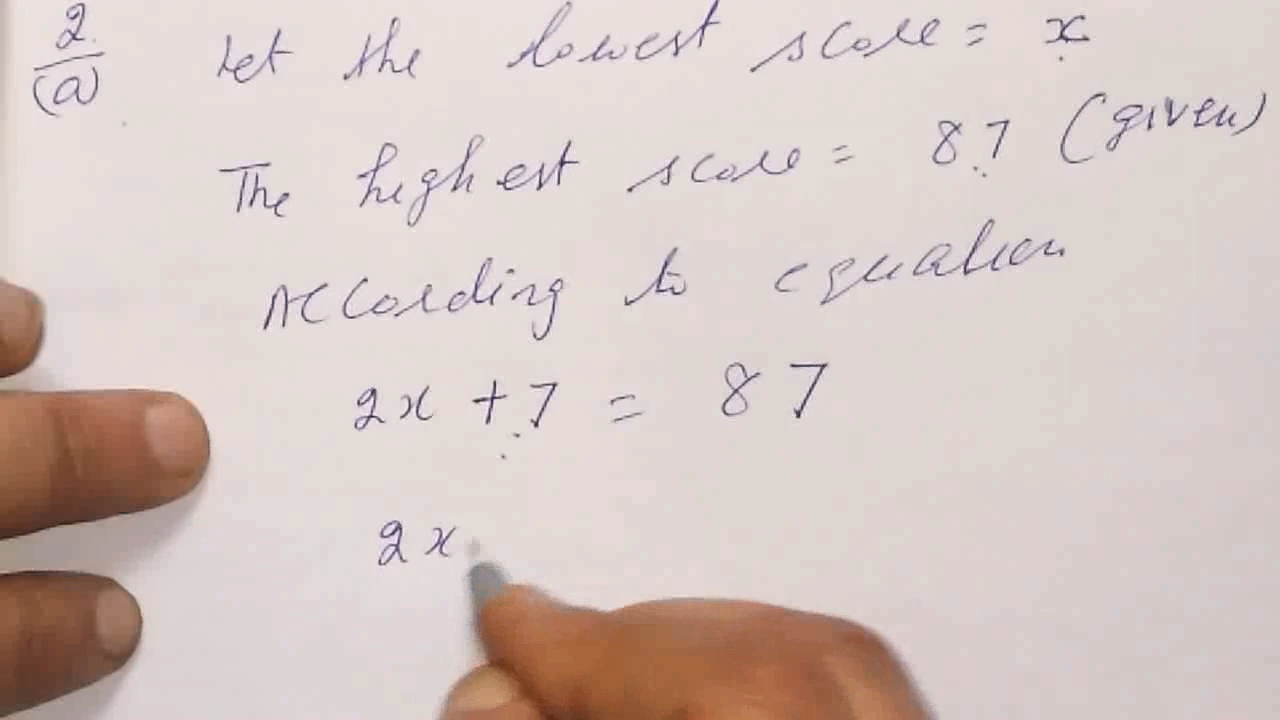 2.
(a)
Let the lowest score = x
The highest score = 87 (given)
According to equation
2x + 7 = 87
2x